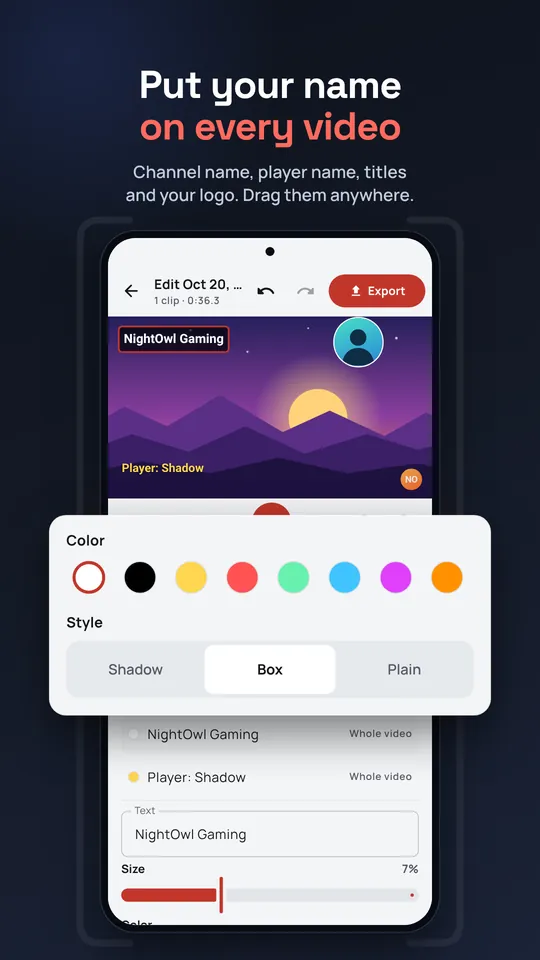 Put your name
on every video
Channel name, player name, titles
and your logo. Drag them anywhere.
Edit Oct 20, ...
1 clip · 0:36.3
Export
NightOwl Gaming
Player: Shadow
NO
Color
Style
Shadow
Box
Plain
NightOwl Gaming
Whole video
Player: Shadow
Whole video
Text
NightOwl Gaming
Size
7%
Color